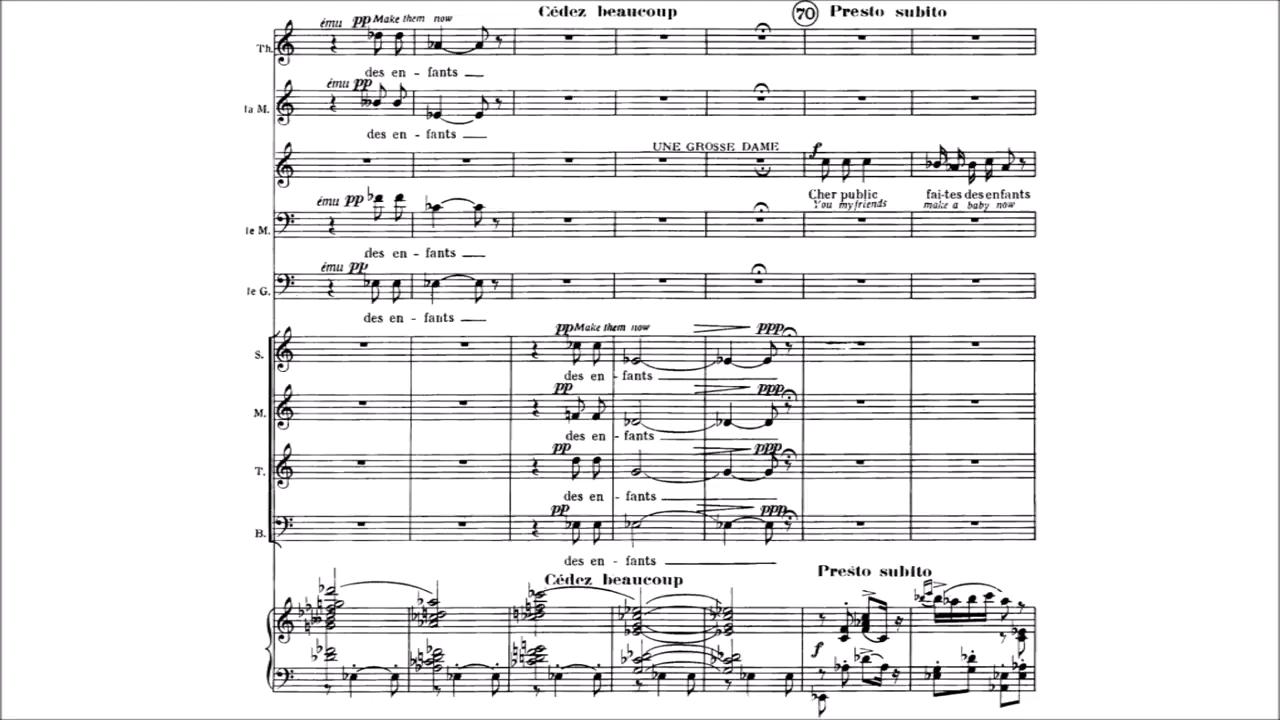 Cédez beaucoup 70 Presto subito
ému pp Make them now
Th.
des en - fants
ému pp
la M.
des en - fants
UNE GROSSE DAME
f
Cher public fai-tes des enfants
You my friends make a baby now
ému pp
le M.
des en - fants
ému pp
le G.
des en - fants
pp Make them now ppp
S.
des en - fants
pp ppp
M.
des en - fants
pp ppp
T.
des en - fants
pp ppp
B.
des en - fants
Cédez beaucoup Presto subito
f